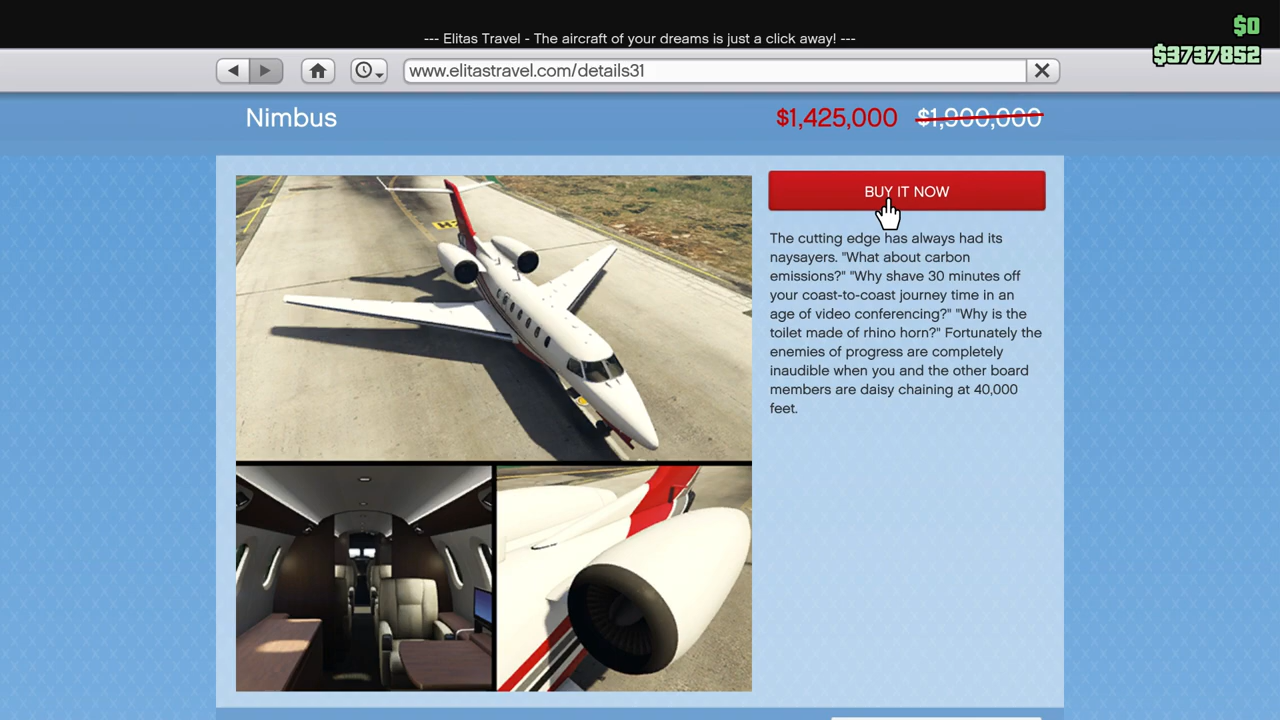 $0
--- Elitas Travel - The aircraft of your dreams is just a click away! ---
$3737852
www.elitastravel.com/details31
Nimbus
$1,425,000 $1,900,000
BUY IT NOW
The cutting edge has always had its
naysayers. "What about carbon
emissions?" "Why shave 30 minutes off
your coast-to-coast journey time in an
age of video conferencing?" "Why is the
toilet made of rhino horn?" Fortunately the
enemies of progress are completely
inaudible when you and the other board
members are daisy chaining at 40,000
feet.